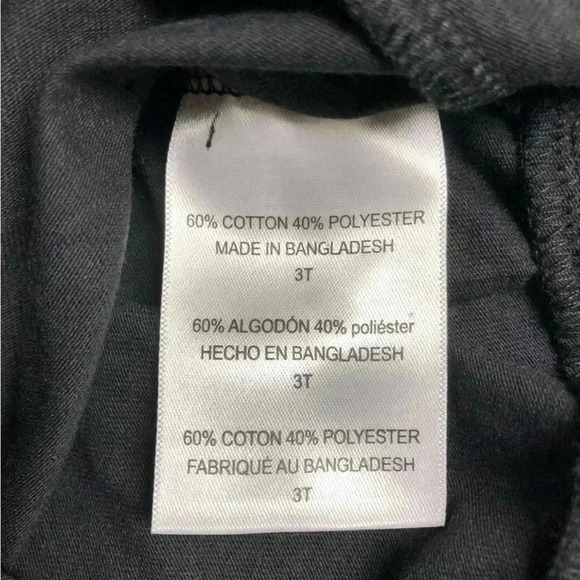 60% COTTON 40% POLYESTER
MADE IN BANGLADESH
3T
60% ALGODÓN 40% poliéster
HECHO EN BANGLADESH
3T
60% COTON 40% POLYESTER
FABRIQUÉ AU BANGLADESH
3T